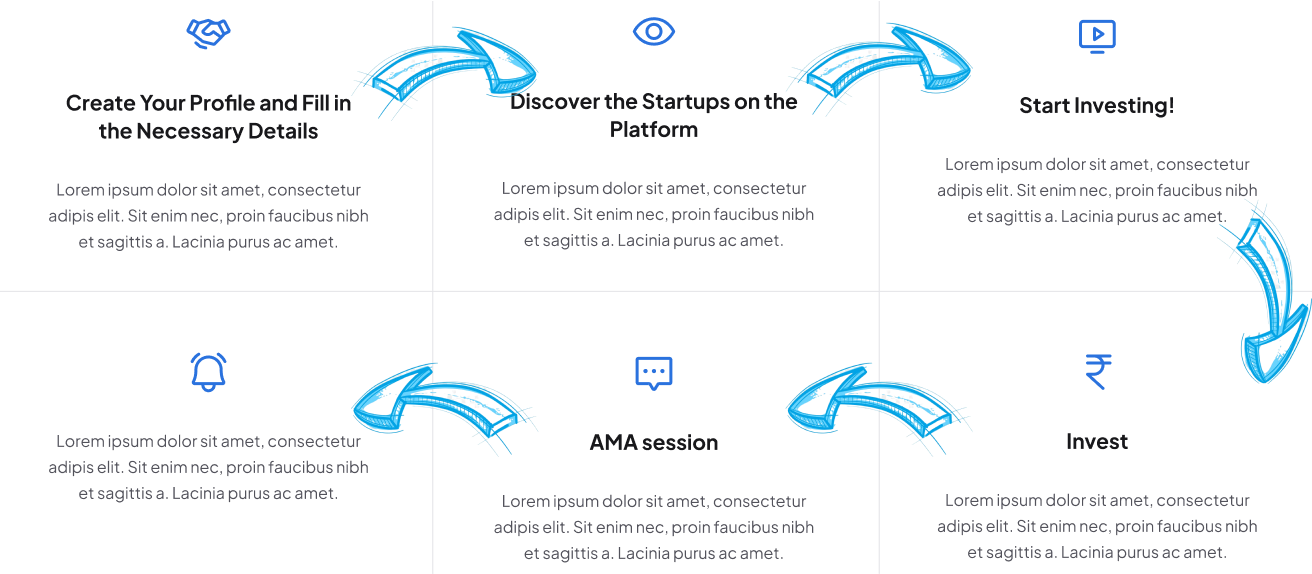 Create Your Profile and Fill in
the Necessary Details
Lorem ipsum dolor sit amet, consectetur
adipis elit. Sit enim nec, proin faucibus nibh
et sagittis a. Lacinia purus ac amet.
Discover the Startups on the
Platform
Lorem ipsum dolor sit amet, consectetur
adipis elit. Sit enim nec, proin faucibus nibh
et sagittis a. Lacinia purus ac amet.
Start Investing!
Lorem ipsum dolor sit amet, consectetur
adipis elit. Sit enim nec, proin faucibus nibh
et sagittis a. Lacinia purus ac amet.
₹
Invest
Lorem ipsum dolor sit amet, consectetur
adipis elit. Sit enim nec, proin faucibus nibh
et sagittis a. Lacinia purus ac amet.
AMA session
Lorem ipsum dolor sit amet, consectetur
adipis elit. Sit enim nec, proin faucibus nibh
et sagittis a. Lacinia purus ac amet.
Lorem ipsum dolor sit amet, consectetur
adipis elit. Sit enim nec, proin faucibus nibh
et sagittis a. Lacinia purus ac amet.